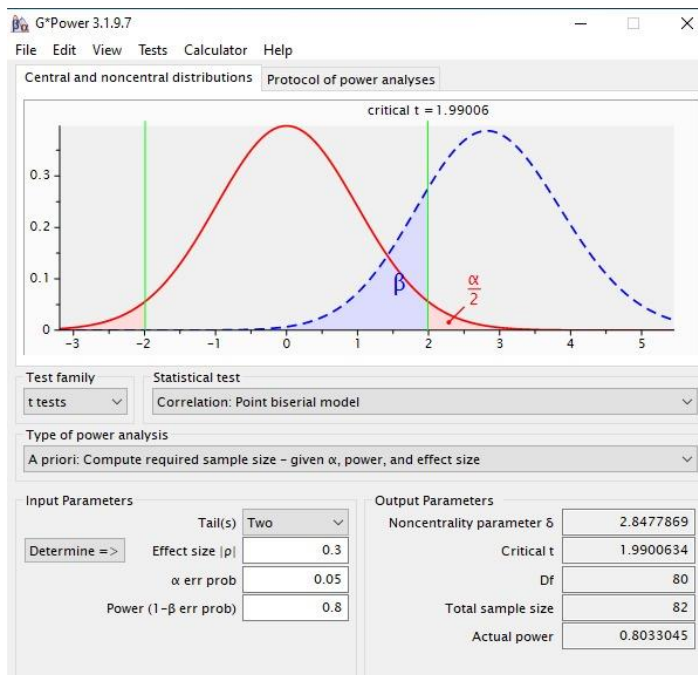 G*Power 3.1.9.7
File Edit View Tests Calculator Help
Central and noncentral distributions Protocol of power analyses
critical t = 1.99006
0.3
0.2
0.1
0
β
α
2
-3 -2 -1 0 1 2 3 4 5
Test family Statistical test
t tests Correlation: Point biserial model
Type of power analysis
A priori: Compute required sample size - given α, power, and effect size
Input Parameters Output Parameters
Tail(s) Two Noncentrality parameter δ 2.8477869
Determine => Effect size |ρ| 0.3 Critical t 1.9900634
α err prob 0.05 Df 80
Power (1-β err prob) 0.8 Total sample size 82
Actual power 0.8033045